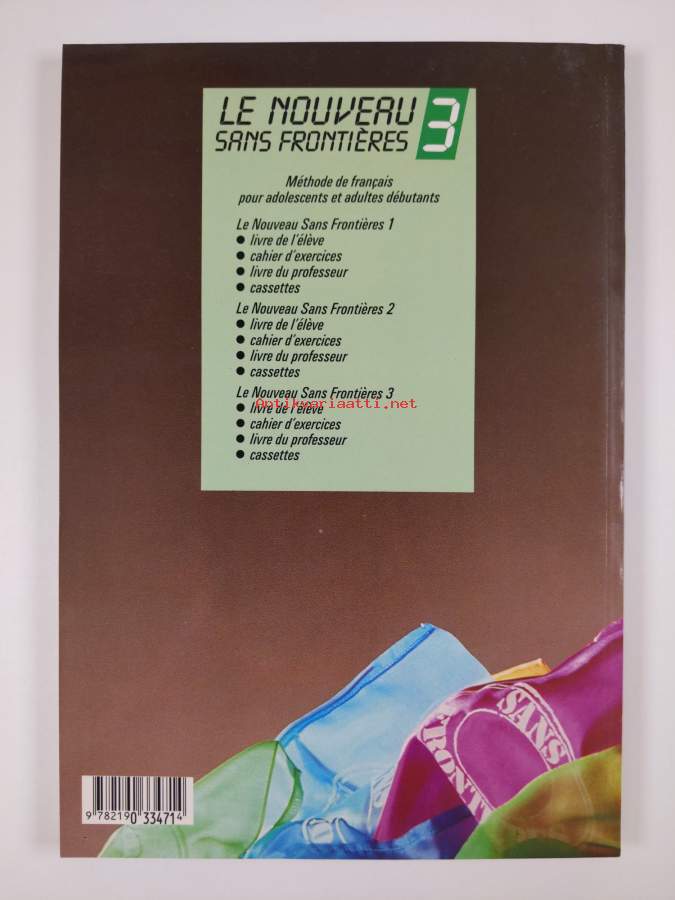 LE NOUVEAU 3
SANS FRONTIÈRES
Méthode de français
pour adolescents et adultes débutants
Le Nouveau Sans Frontières 1
● livre de l'élève
● cahier d'exercices
● livre du professeur
● cassettes
Le Nouveau Sans Frontières 2
● livre de l'élève
● cahier d'exercices
● livre du professeur
● cassettes
Le Nouveau Sans Frontières 3
Antikvariaatti.net
● livre de l'élève
● cahier d'exercices
● livre du professeur
● cassettes
SANS
FRONT
9 782190 334714